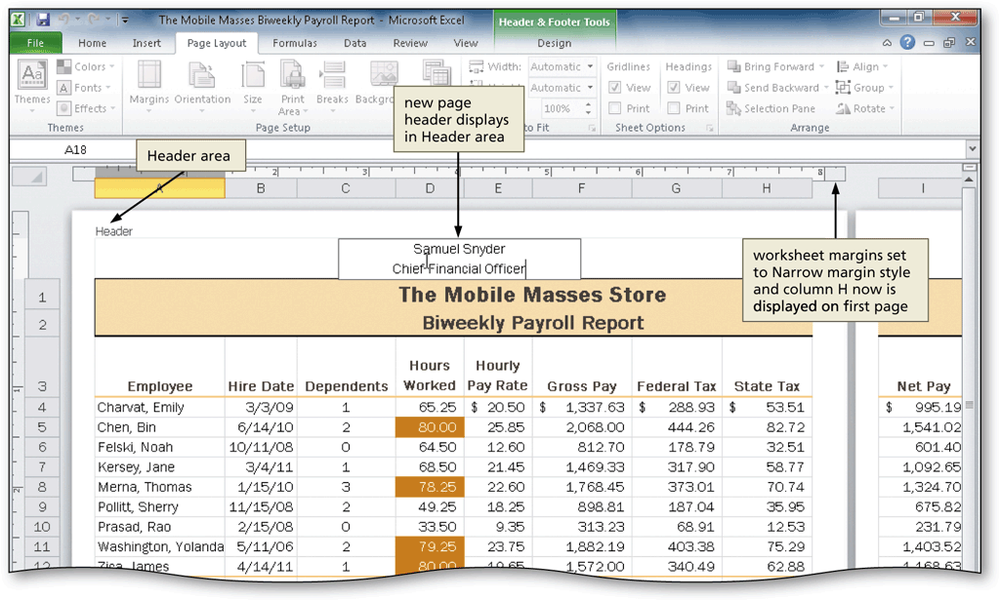 The Mobile Masses Biweekly Payroll Report - Microsoft Excel
Header & Footer Tools
File Home Insert Page Layout Formulas Data Review View Design
Colors
Fonts
Effects
Themes
Themes
Margins Orientation Size Print Area Breaks
Page Setup
Width: Automatic
Automatic
100%
to Fit
Gridlines
View
Print
Headings
View
Print
Sheet Options
Bring Forward
Send Backward
Selection Pane
Align
Group
Rotate
Arrange
new page
header displays
in Header area
A18
Header area
2 3 4 5 6 7 8
A B C D E F G H I
Header
Samuel Snyder
Chief Financial Officer
worksheet margins set
to Narrow margin style
and column H now is
displayed on first page
1 The Mobile Masses Store
2 Biweekly Payroll Report
3 Employee Hire Date Dependents Hours Worked Hourly Pay Rate Gross Pay Federal Tax State Tax Net Pay
4 Charvat, Emily 3/3/09 1 65.25 $ 20.50 $ 1,337.63 $ 288.93 $ 53.51 $ 995.19
5 Chen, Bin 6/14/10 2 80.00 25.85 2,068.00 444.26 82.72 1,541.02
6 Felski, Noah 10/11/08 0 64.50 12.60 812.70 178.79 32.51 601.40
7 Kersey, Jane 3/4/11 1 68.50 21.45 1,469.33 317.90 58.77 1,092.65
8 Merna, Thomas 1/15/10 3 78.25 22.60 1,768.45 373.01 70.74 1,324.70
9 Pollitt, Sherry 11/15/08 2 49.25 18.25 898.81 187.04 35.95 675.82
10 Prasad, Rao 2/15/08 0 33.50 9.35 313.23 68.91 12.53 231.79
11 Washington, Yolanda 5/11/06 2 79.25 23.75 1,882.19 403.38 75.29 1,403.52
12 Zica, James 4/14/11 1 80.00 19.65 1,572.00 340.49 62.88 1,168.63